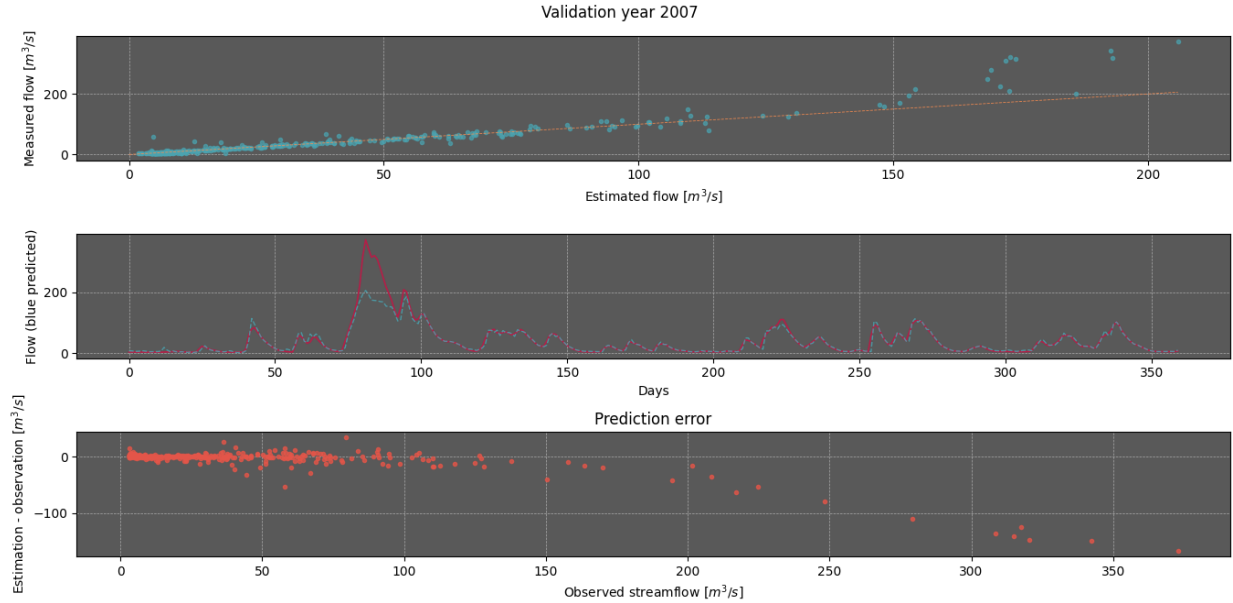 Validation year 2007
Measured flow [m³/s]
200
0
0 50 100 150 200
Estimated flow [m³/s]
Flow (blue predicted)
200
0
0 50 100 150 200 250 300 350
Days
Prediction error
Estimation - observation [m³/s]
0
−100
0 50 100 150 200 250 300 350
Observed streamflow [m³/s]